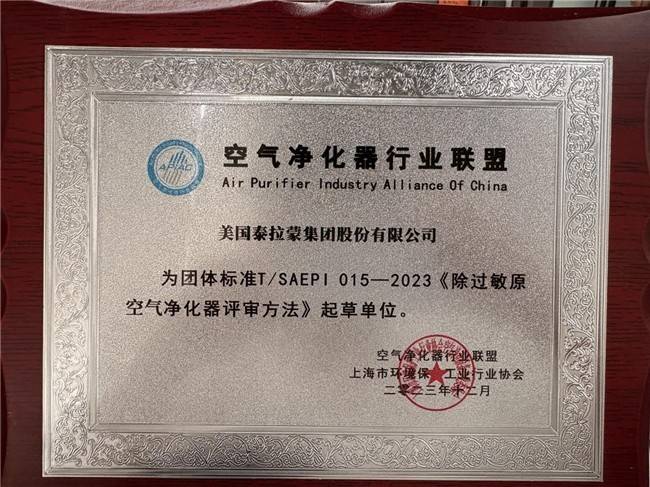 APIAC
空气净化器行业联盟
Air Purifier Industry Alliance Of China
美国泰拉蒙集团股份有限公司
为团体标准T/SAEPI 015—2023《除过敏原
空气净化器评审方法》起草单位。
空气净化器行业联盟
上海市环境保 工业行业协会
二〇二三年十二月